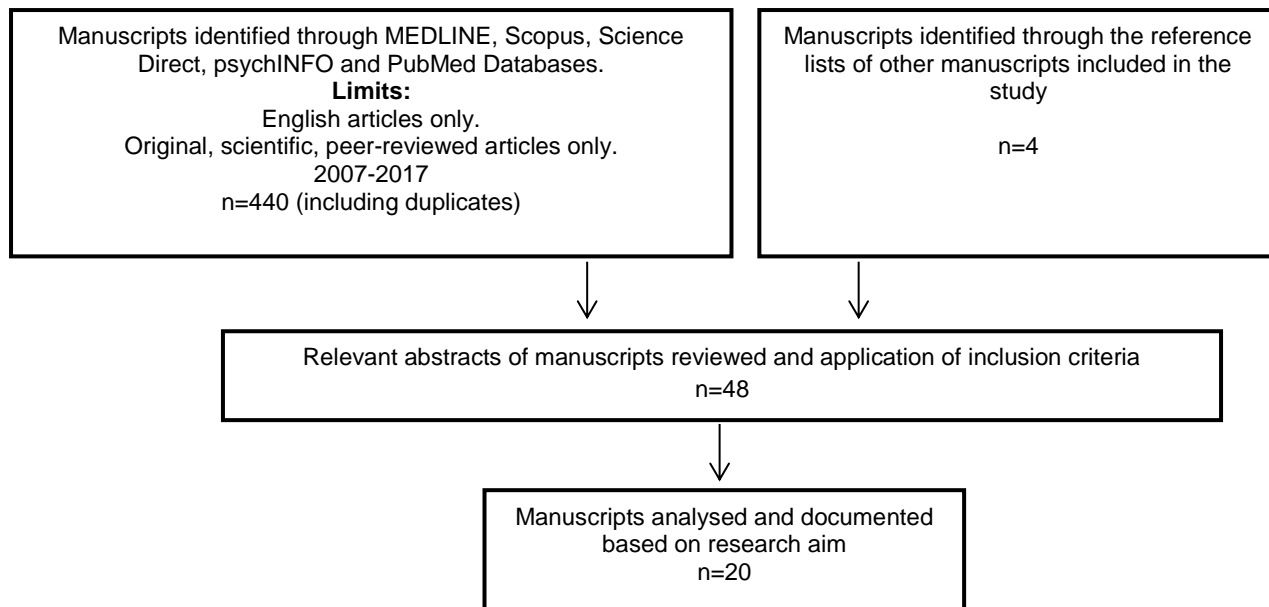 Manuscripts identified through MEDLINE, Scopus, Science
Direct, psychINFO and PubMed Databases.
Limits:
English articles only.
Original, scientific, peer-reviewed articles only.
2007-2017
n=440 (including duplicates)
Manuscripts identified through the reference
lists of other manuscripts included in the
study
n=4
Relevant abstracts of manuscripts reviewed and application of inclusion criteria
n=48
Manuscripts analysed and documented
based on research aim
n=20